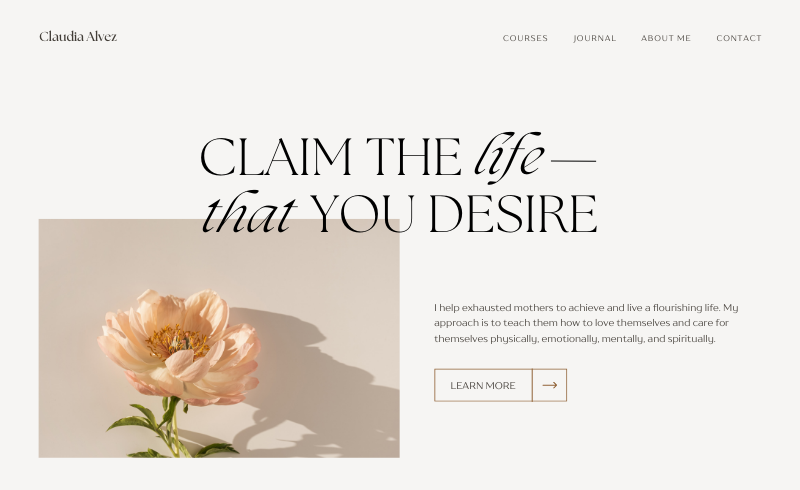 Claudia Alvez
COURSES JOURNAL ABOUT ME CONTACT
CLAIM THE life —
that YOU DESIRE
I help exhausted mothers to achieve and live a flourishing life. My
approach is to teach them how to love themselves and care for
themselves physically, emotionally, mentally, and spiritually.
LEARN MORE